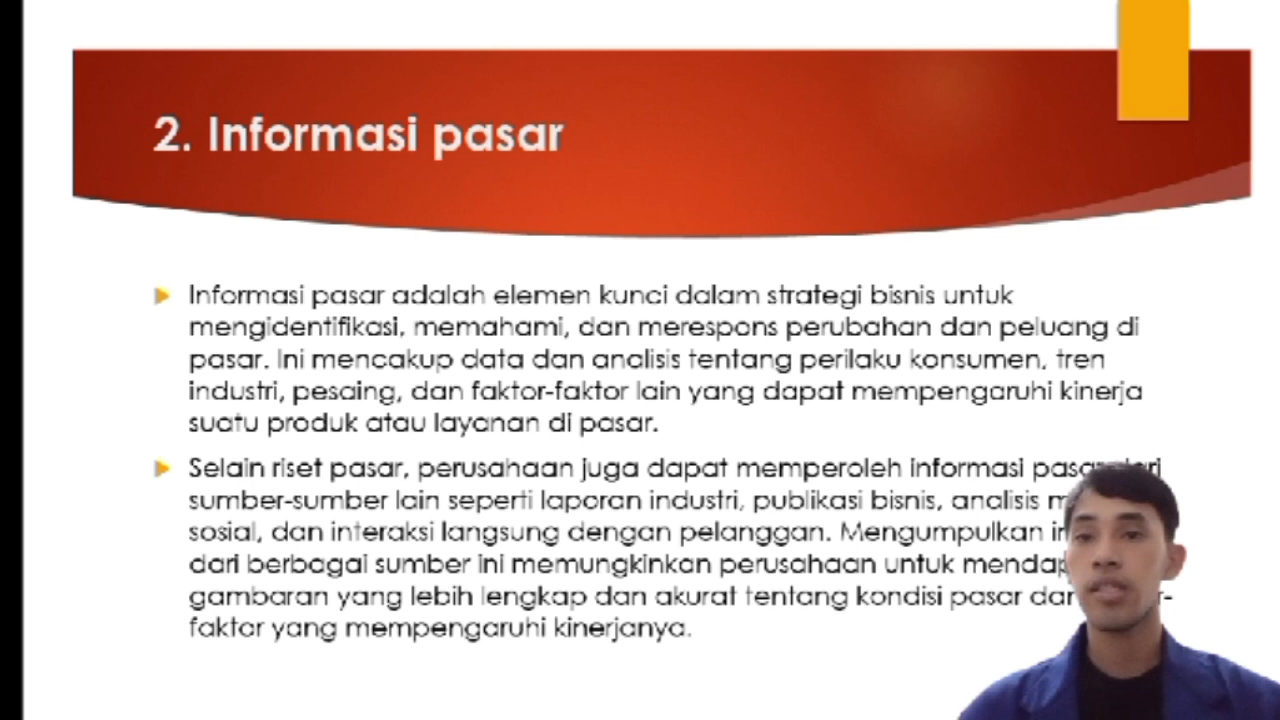 2. Informasi pasar
Informasi pasar adalah elemen kunci dalam strategi bisnis untuk
mengidentifikasi, memahami, dan merespons perubahan dan peluang di
pasar. Ini mencakup data dan analisis tentang perilaku konsumen, tren
industri, pesaing, dan faktor-faktor lain yang dapat mempengaruhi kinerja
suatu produk atau layanan di pasar.
Selain riset pasar, perusahaan juga dapat memperoleh informasi
sumber-sumber lain seperti laporan industri, publikasi bisnis, analisis
sosial, dan interaksi langsung dengan pelanggan. Mengumpulkan
dari berbagai sumber ini memungkinkan perusahaan untuk
gambaran yang lebih lengkap dan akurat tentang kondisi pasar
faktor yang mempengaruhi kinerjanya.